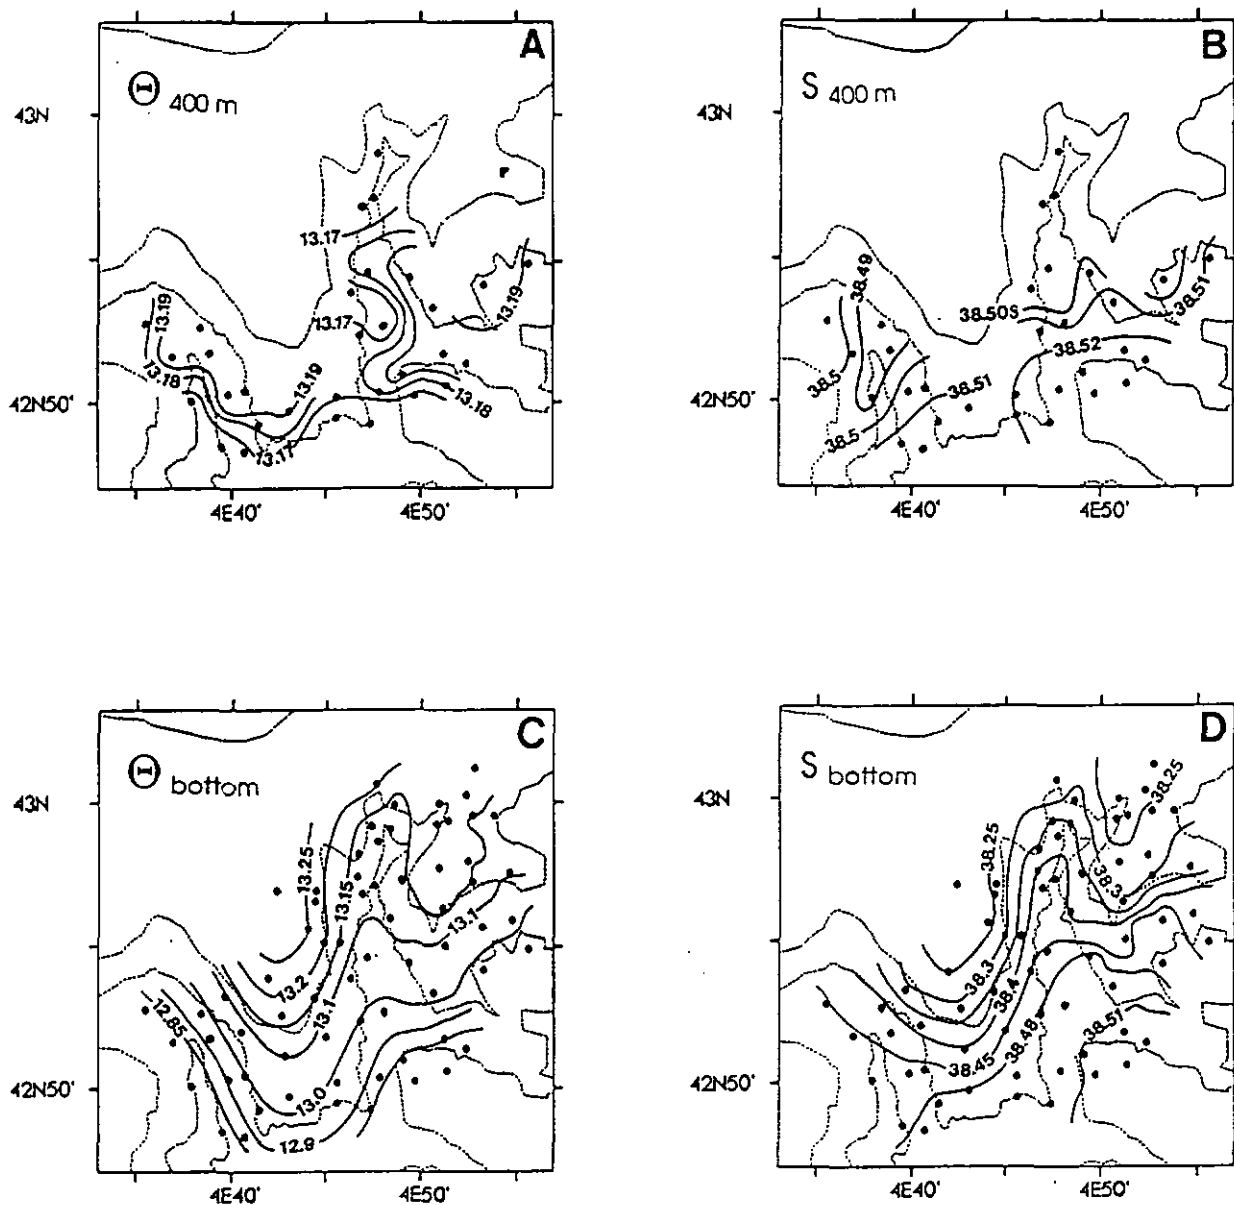 A
Θ 400 m
43N
13.17
13.19
13.19
13.17
13.18
13.19
13.18
42N50'
13.17
4E40'
4E50'
B
S 400 m
43N
38.49
38.51
38.505
38.52
38.5
38.51
42N50'
38.5
4E40'
4E50'
C
Θ bottom
43N
13.25
13.15
13.1
13.2
13.1
12.85
42N50'
13.0
12.9
4E40'
4E50'
D
S bottom
43N
38.25
38.25
38.3
38.3
38.4
38.48
38.51
38.45
42N50'
4E40'
4E50'